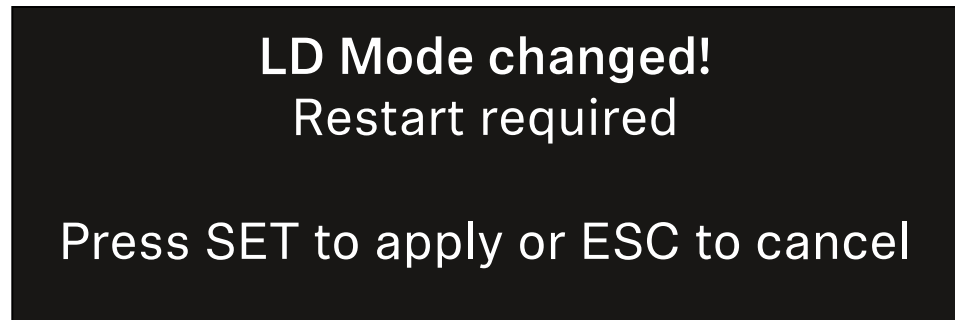 LD Mode changed!
Restart required
Press SET to apply or ESC to cancel